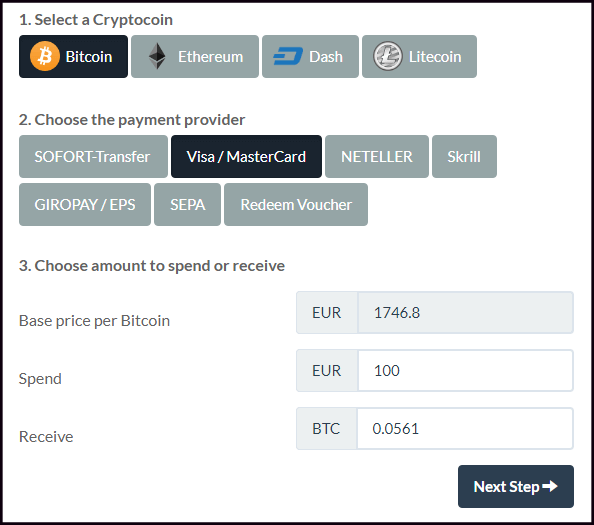 1. Select a Cryptocoin
Bitcoin Ethereum Dash Litecoin
2. Choose the payment provider
SOFORT-Transfer Visa / MasterCard NETELLER Skrill
GIROPAY / EPS SEPA Redeem Voucher
3. Choose amount to spend or receive
Base price per Bitcoin EUR 1746.8
Spend EUR 100
Receive BTC 0.0561
Next Step